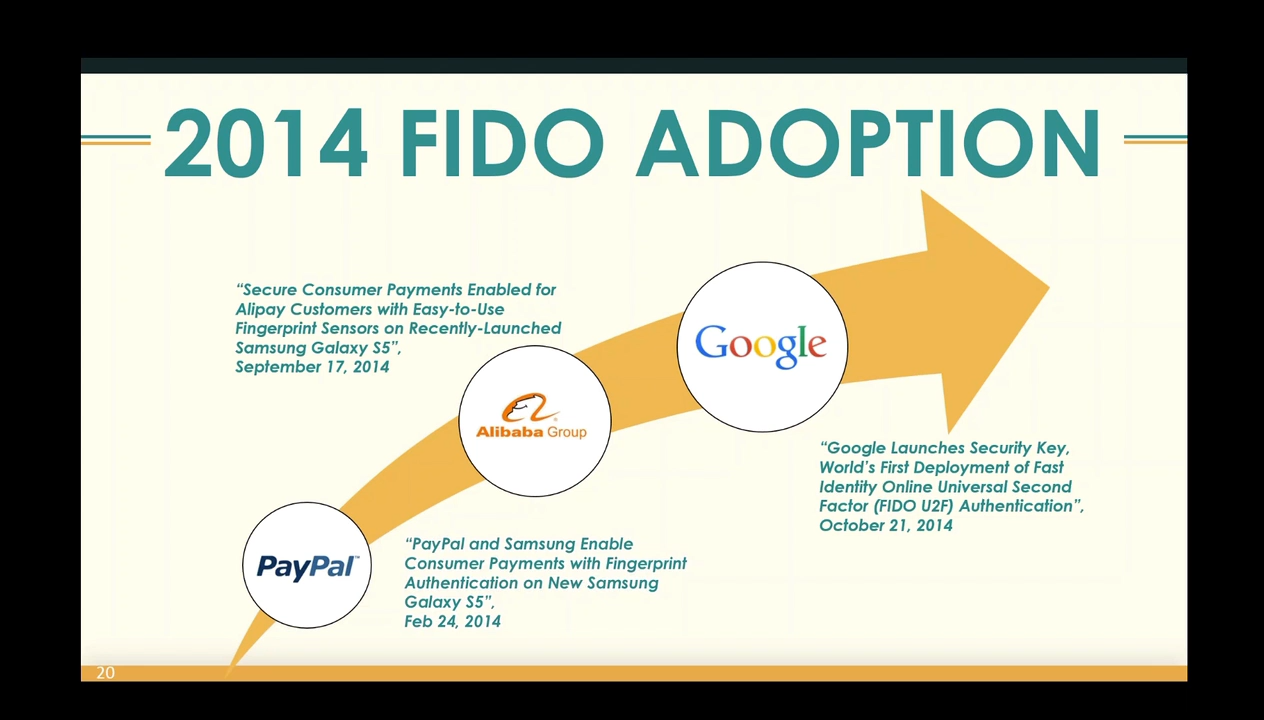 2014 FIDO ADOPTION
“Secure Consumer Payments Enabled for
Alipay Customers with Easy-to-Use
Fingerprint Sensors on Recently-Launched
Samsung Galaxy S5”,
September 17, 2014
Google
Alibaba Group
“Google Launches Security Key,
World’s First Deployment of Fast
Identity Online Universal Second
Factor (FIDO U2F) Authentication”,
October 21, 2014
PayPal™
“PayPal and Samsung Enable
Consumer Payments with Fingerprint
Authentication on New Samsung
Galaxy S5”,
Feb 24, 2014
20